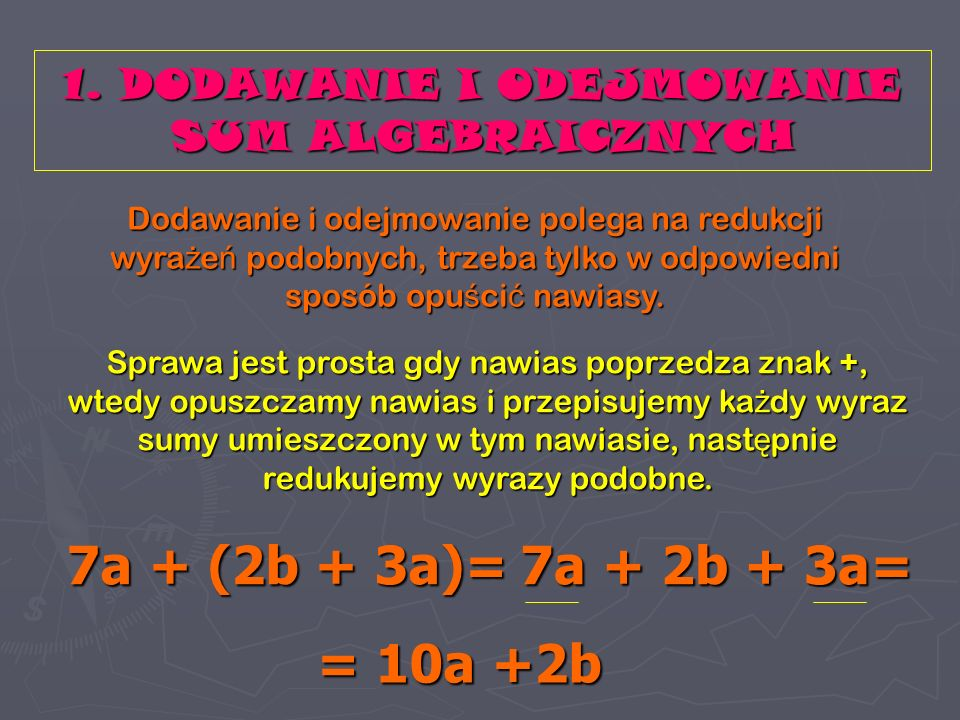 1. DODAWANIE I ODEJMOWANIE
SUM ALGEBRAICZNYCH
Dodawanie i odejmowanie polega na redukcji
wyrażeń podobnych, trzeba tylko w odpowiedni
sposób opuścić nawiasy.
Sprawa jest prosta gdy nawias poprzedza znak +,
wtedy opuszczamy nawias i przepisujemy każdy wyraz
sumy umieszczony w tym nawiasie, następnie
redukujemy wyrazy podobne.
7a + (2b + 3a)= 7a + 2b + 3a=
= 10a +2b